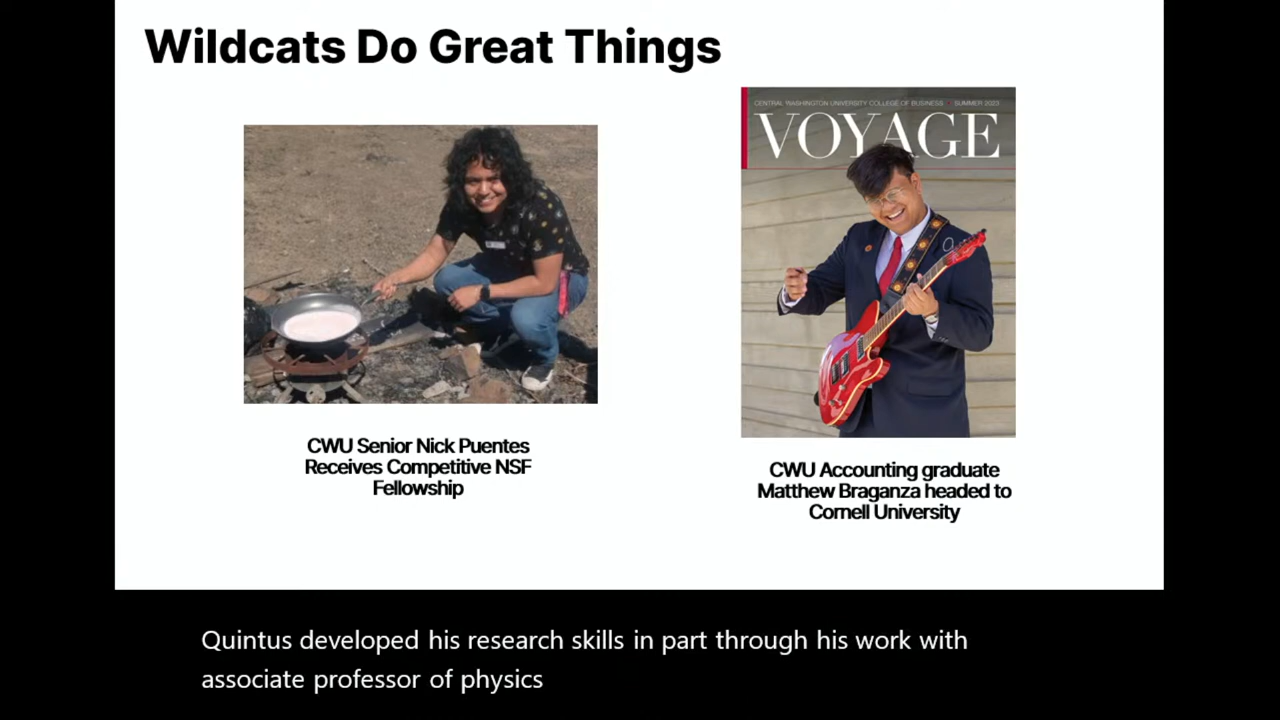 Wildcats Do Great Things
CENTRAL WASHINGTON UNIVERSITY COLLEGE OF BUSINESS • SUMMER 2023
VOYAGE
CWU Senior Nick Puentes
Receives Competitive NSF
Fellowship
CWU Accounting graduate
Matthew Braganza headed to
Cornell University
Quintus developed his research skills in part through his work with
associate professor of physics